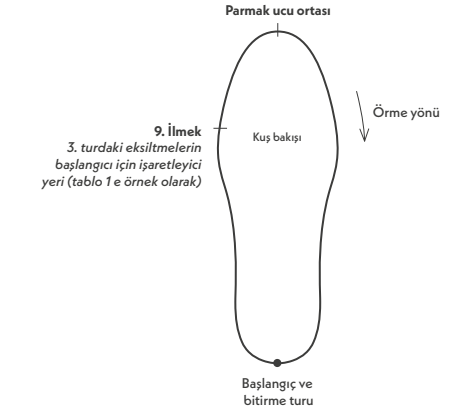 Parmak ucu ortası
Örme yönü
9. İlmek
3. turdaki eksiltmelerin
başlangıcı için işaretleyici
yeri (tablo 1 e örnek olarak)
Kuş bakışı
Başlangıç ve
bitirme turu